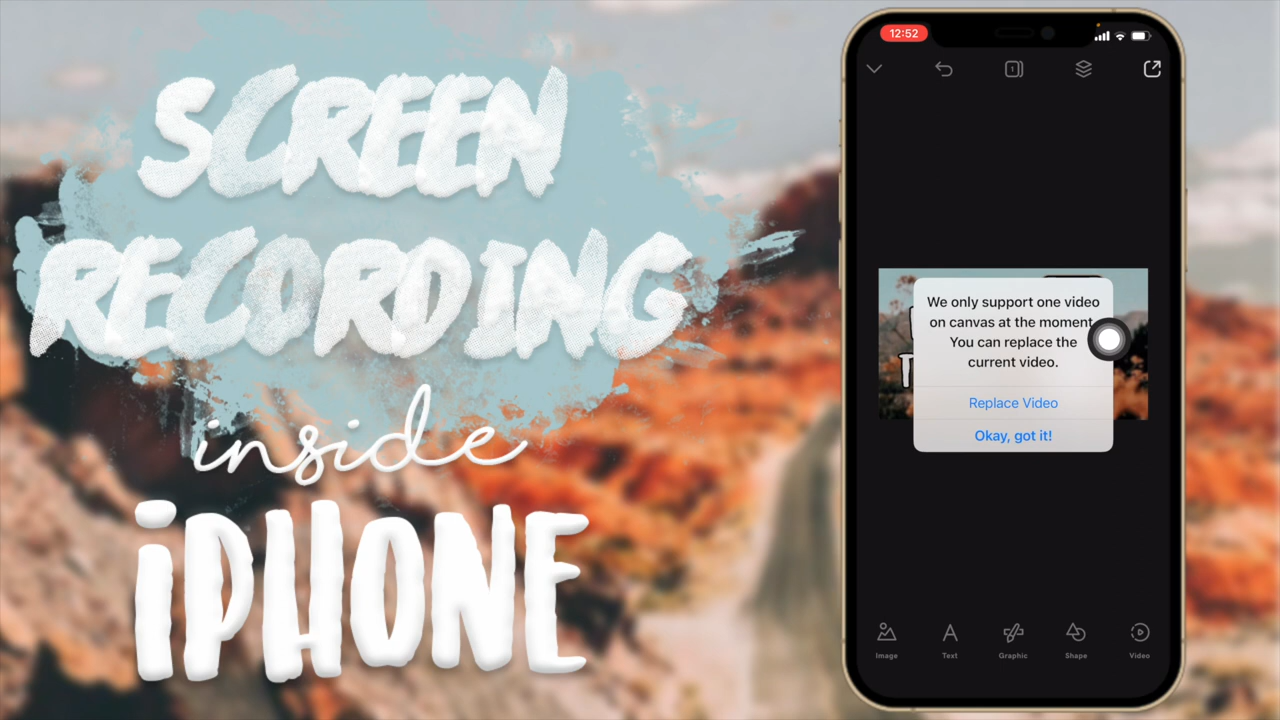 SCREEN
RECORDING
inside
iPHONE
12:52
1
We only support one video
on canvas at the moment
You can replace the
current video.
Replace Video
Okay, got it!
Image Text Graphic Shape Video